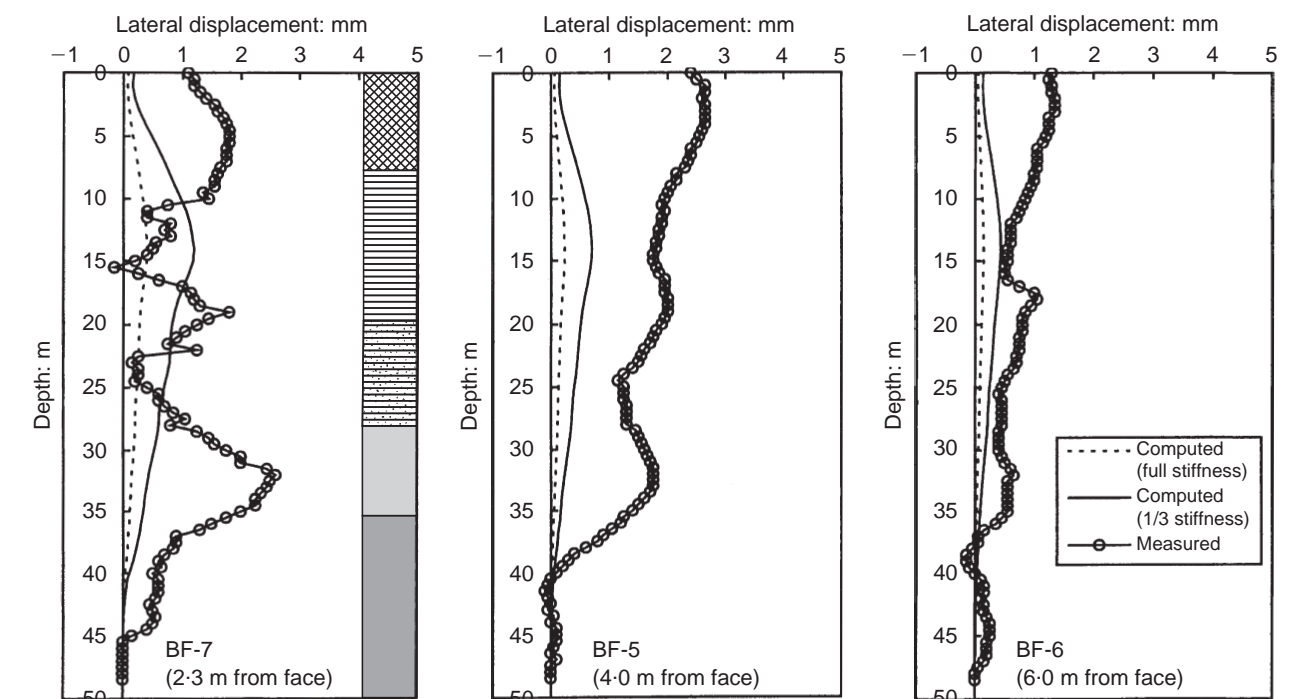 Lateral displacement: mm
−1 0 1 2 3 4 5
0
5
10
15
20
25
30
35
40
45
50
Depth: m
BF-7
(2·3 m from face)
Lateral displacement: mm
−1 0 1 2 3 4 5
0
5
10
15
20
25
30
35
40
45
50
Depth: m
BF-5
(4·0 m from face)
Lateral displacement: mm
−1 0 1 2 3 4 5
0
5
10
15
20
25
30
35
40
45
50
Depth: m
Computed
(full stiffness)
Computed
(1/3 stiffness)
Measured
BF-6
(6·0 m from face)